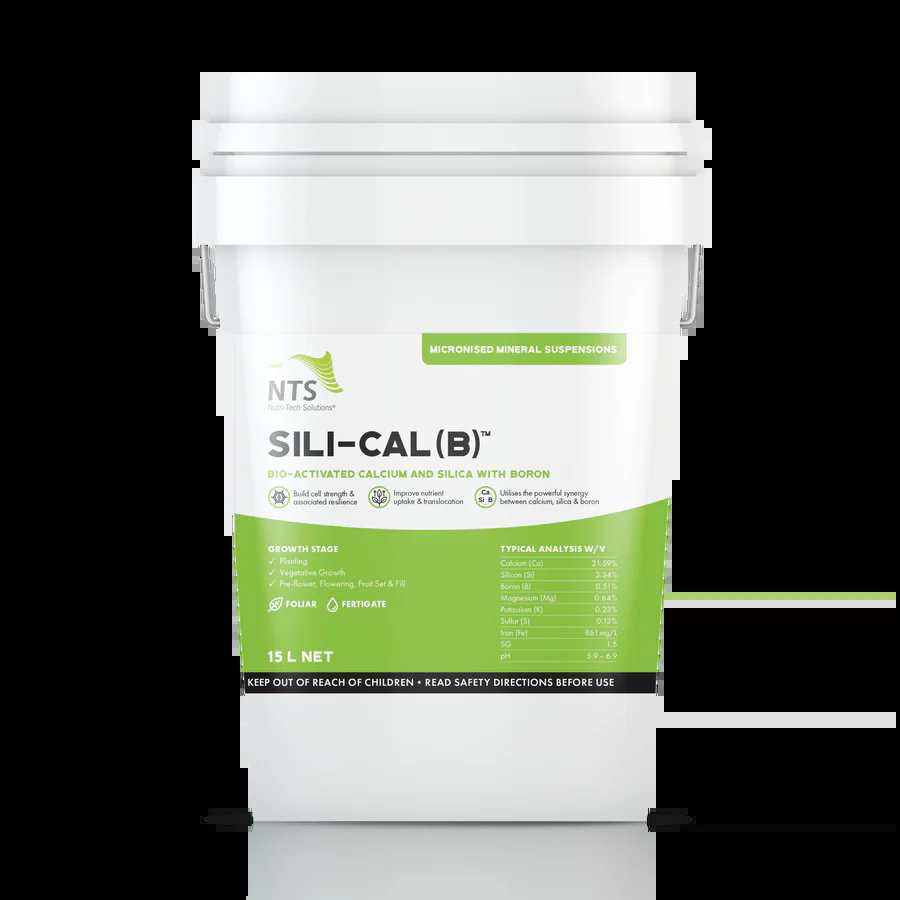 MICRONISED MINERAL SUSPENSIONS
NTS
Nutri-Tech Solutions®
SILI-CAL(B)™
BIO-ACTIVATED CALCIUM AND SILICA WITH BORON
Build cell strength &
associated resilience
Improve nutrient
uptake & translocation
Ca
Si B
Utilises the powerful synergy
between calcium, silica & boron
GROWTH STAGE
✓ Planting
✓ Vegetative Growth
✓ Pre-flower, Flowering, Fruit Set & Fill
FOLIAR FERTIGATE
15 L NET
TYPICAL ANALYSIS W/V
Calcium (Ca) 21.59%
Silicon (Si) 3.34%
Boron (B) 0.51%
Magnesium (Mg) 0.64%
Potassium (K) 0.23%
Sulfur (S) 0.13%
Iron (Fe) 861 mg/L
SG 1.5
pH 5.9 – 6.9
KEEP OUT OF REACH OF CHILDREN • READ SAFETY DIRECTIONS BEFORE USE